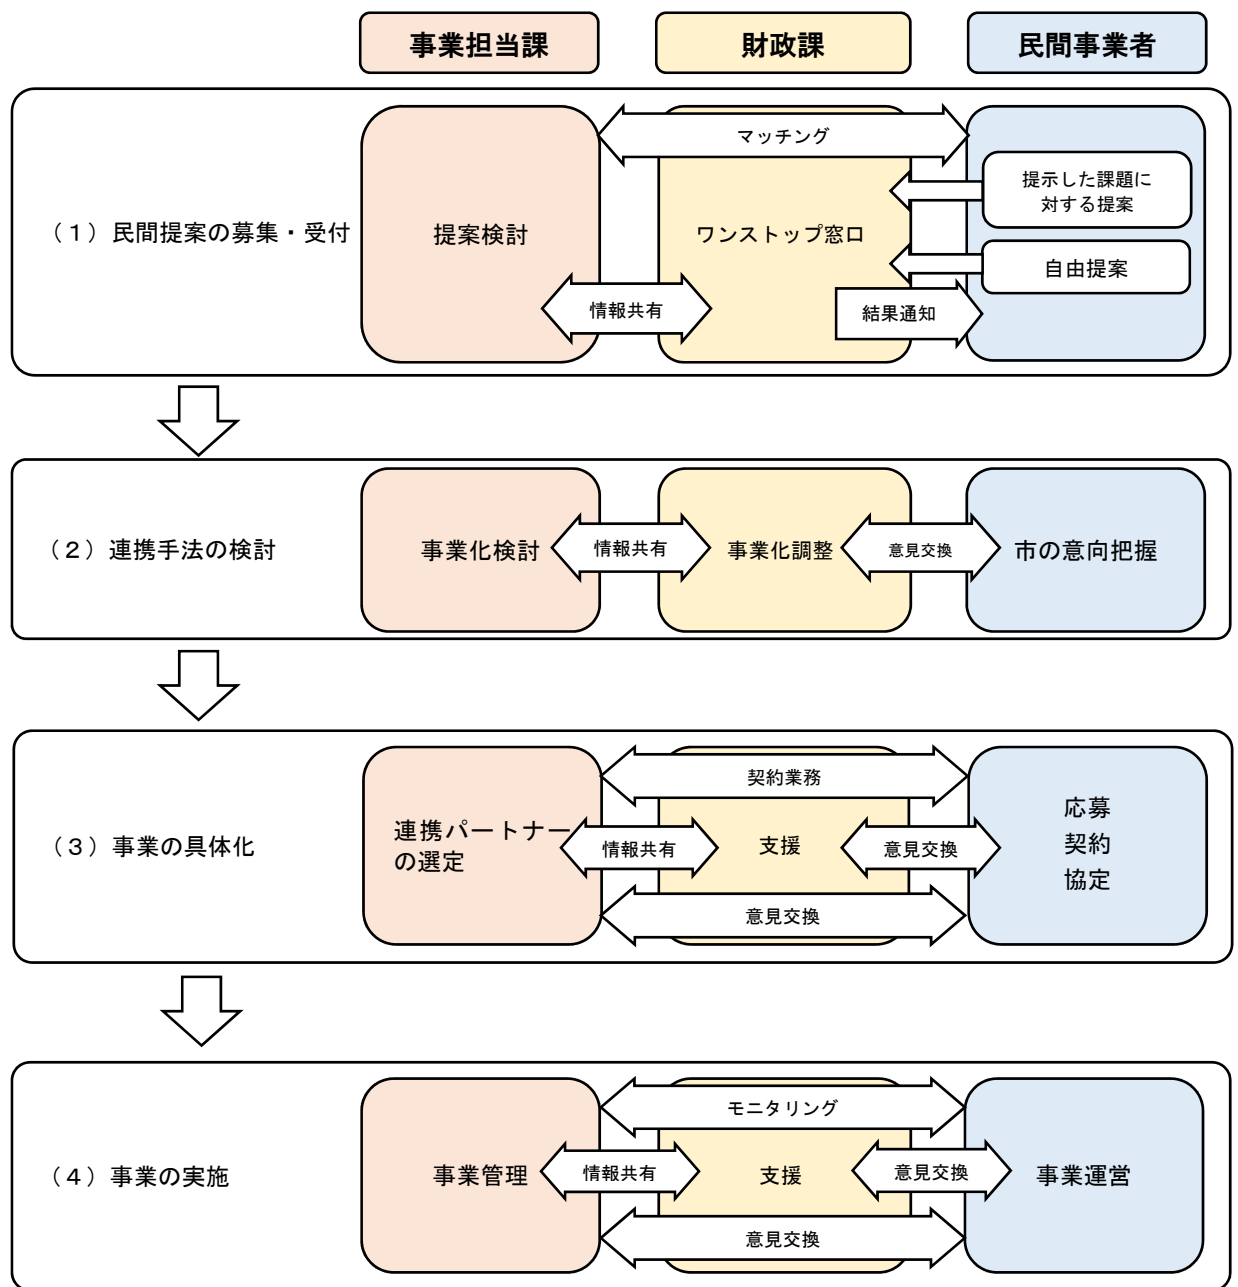 事業担当課
財政課
民間事業者
(1)民間提案の募集・受付
提案検討
マッチング
ワンストップ窓口
提示した課題に
対する提案
自由提案
情報共有
結果通知
(2)連携手法の検討
事業化検討
情報共有
事業化調整
意見交換
市の意向把握
(3)事業の具体化
連携パートナー
の選定
契約業務
情報共有
支援
意見交換
意見交換
応募
契約
協定
(4)事業の実施
事業管理
モニタリング
情報共有
支援
意見交換
意見交換
事業運営